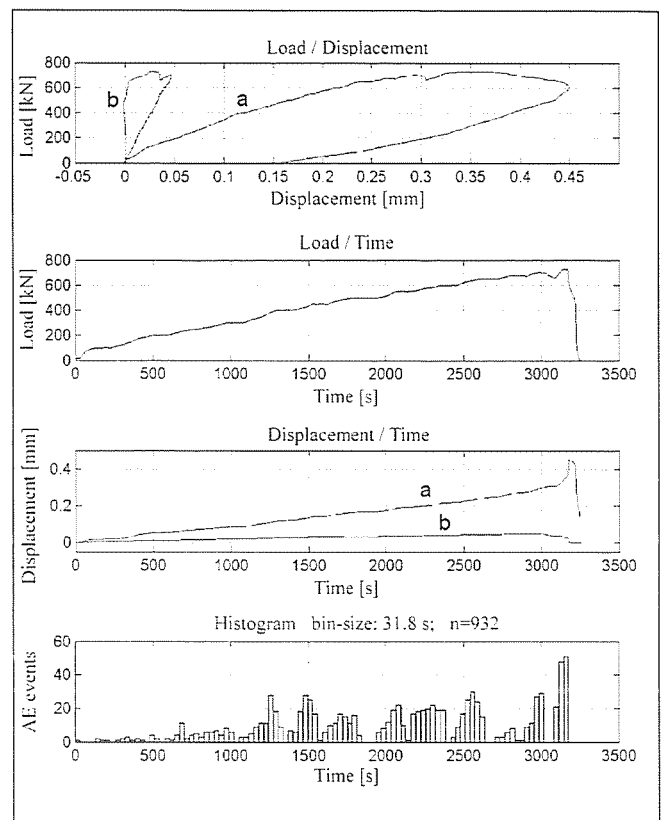 Load / Displacement
Load [kN]
800
600
400
200
0
b
a
-0.05 0 0.05 0.1 0.15 0.2 0.25 0.3 0.35 0.4 0.45
Displacement [mm]
Load / Time
Load [kN]
800
600
400
200
0
0 500 1000 1500 2000 2500 3000 3500
Time [s]
Displacement / Time
Displacement [mm]
0.4
0.2
0
a
b
0 500 1000 1500 2000 2500 3000 3500
Time [s]
Histogram bin-size: 31.8 s; n=932
AE events
60
40
20
0
0 500 1000 1500 2000 2500 3000 3500
Time [s]